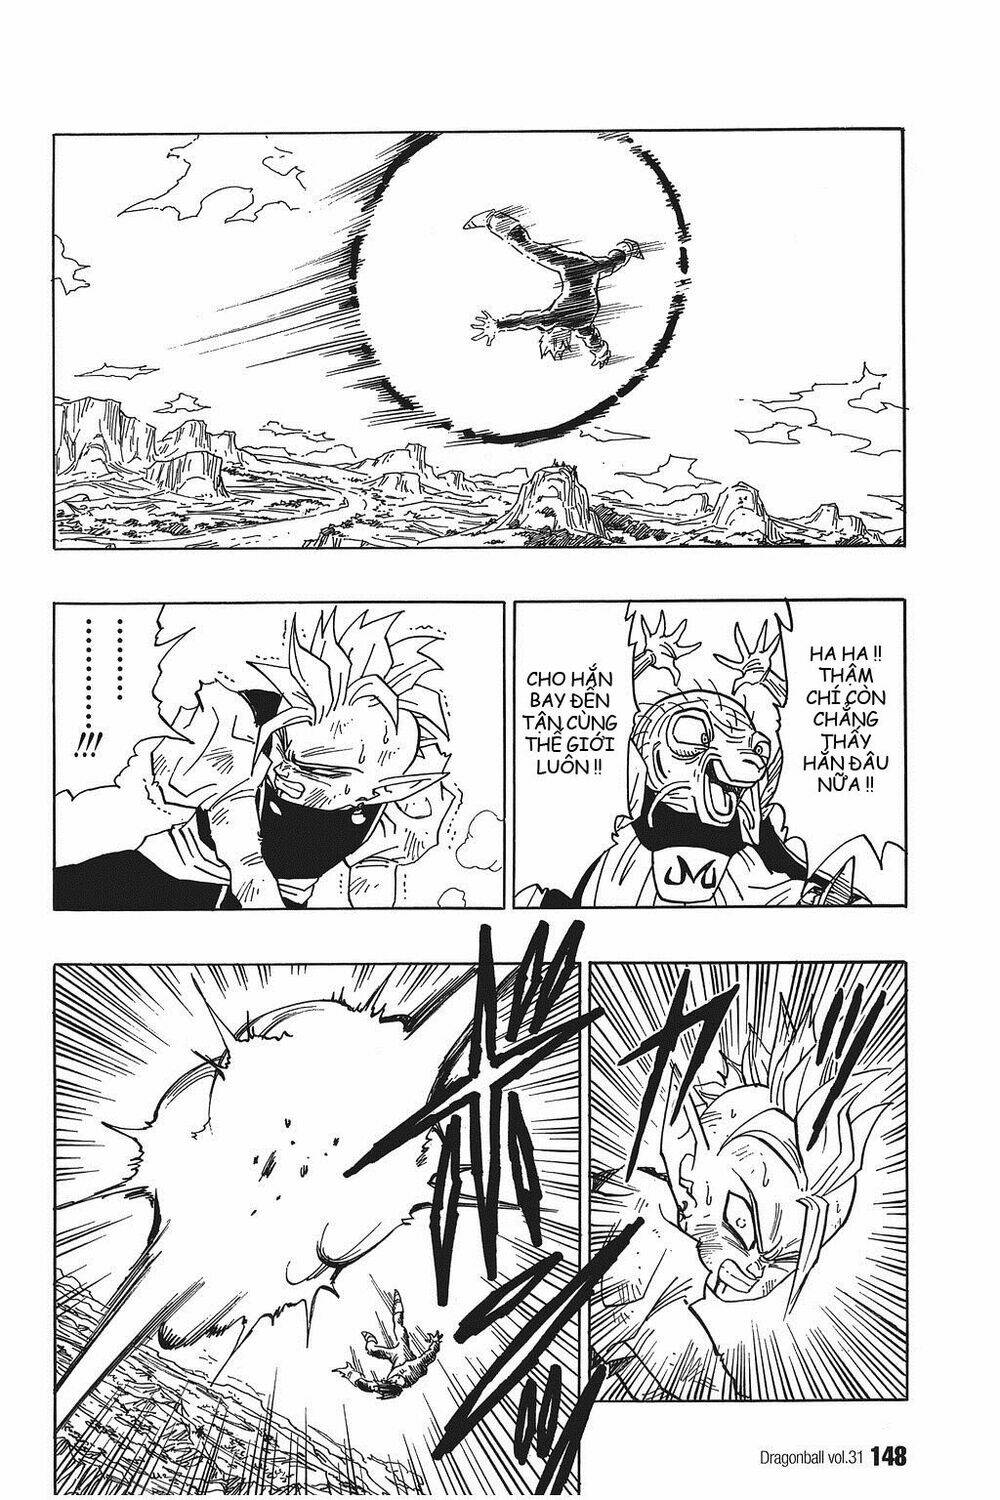 HA HA !!
THẬM
CHÍ CÒN
CHẲNG
THẤY
HẮN ĐÂU
NỮA !!
CHO HẮN
BAY ĐẾN
TẬN CÙNG
THẾ GIỚI
LUÔN !!
!!!
Dragonball vol.31 148